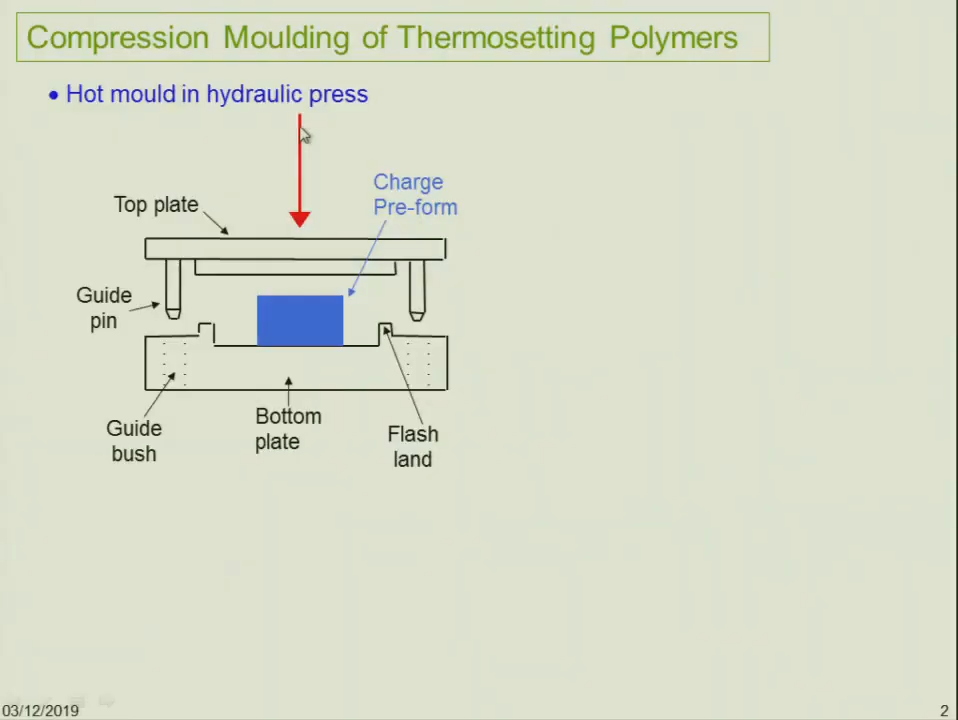 Compression Moulding of Thermosetting Polymers
• Hot mould in hydraulic press
Charge
Pre-form
Top plate
Guide
pin
Guide
bush
Bottom
plate
Flash
land
03/12/2019
2